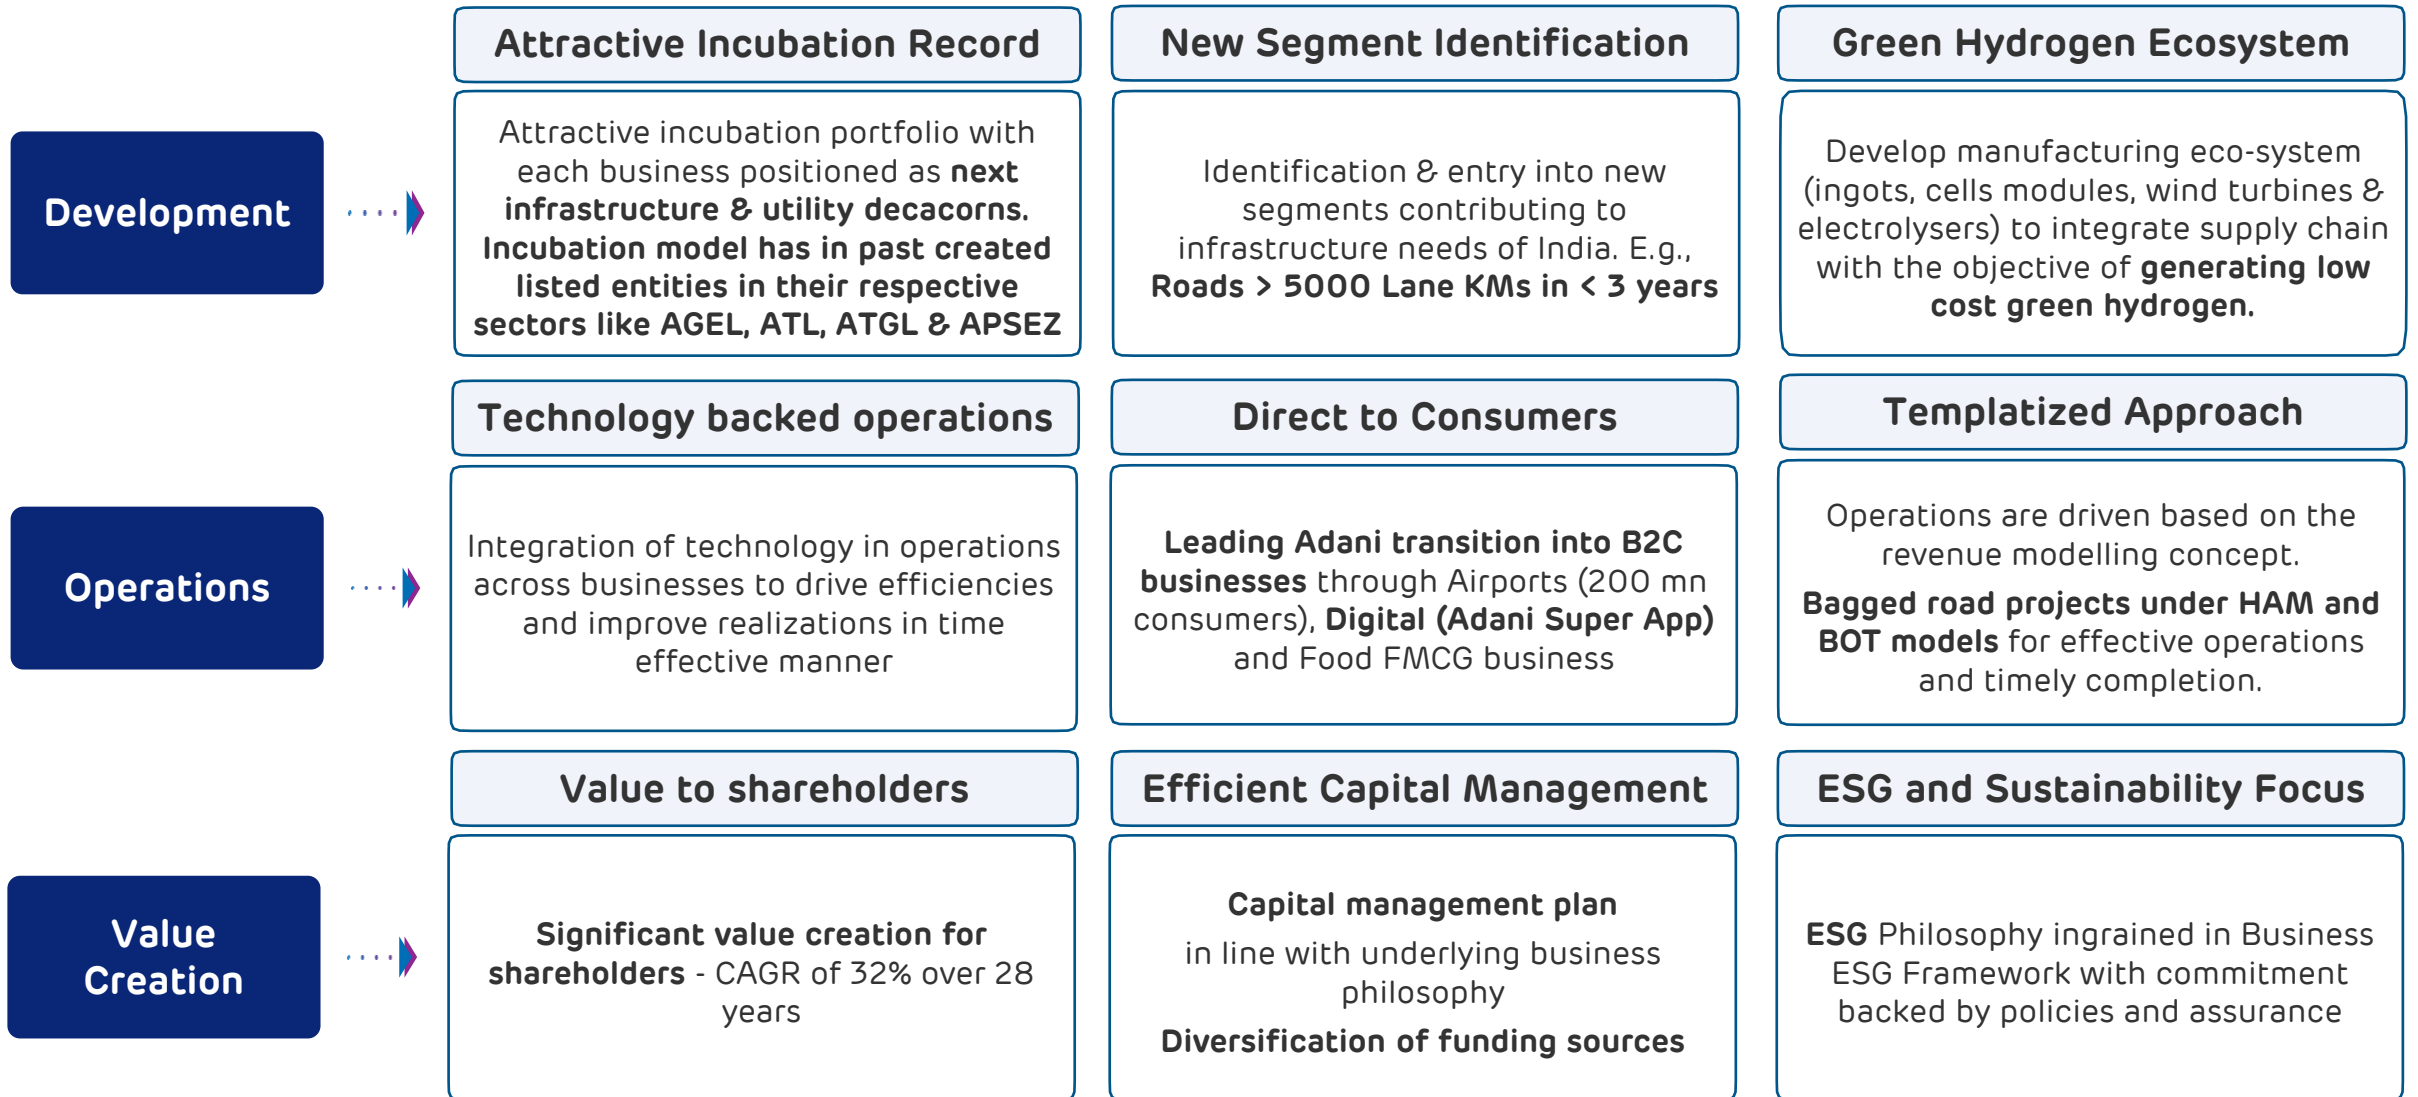 Attractive Incubation Record
New Segment Identification
Green Hydrogen Ecosystem
Development
Attractive incubation portfolio with
each business positioned as next
infrastructure & utility decacorns.
Incubation model has in past created
listed entities in their respective
sectors like AGEL, ATL, ATGL & APSEZ
Identification & entry into new
segments contributing to
infrastructure needs of India. E.g.,
Roads > 5000 Lane KMs in < 3 years
Develop manufacturing eco-system
(ingots, cells modules, wind turbines &
electrolysers) to integrate supply chain
with the objective of generating low
cost green hydrogen.
Technology backed operations
Direct to Consumers
Templatized Approach
Operations
Integration of technology in operations
across businesses to drive efficiencies
and improve realizations in time
effective manner
Leading Adani transition into B2C
businesses through Airports (200 mn
consumers), Digital (Adani Super App)
and Food FMCG business
Operations are driven based on the
revenue modelling concept.
Bagged road projects under HAM and
BOT models for effective operations
and timely completion.
Value to shareholders
Efficient Capital Management
ESG and Sustainability Focus
Value
Creation
Significant value creation for
shareholders - CAGR of 32% over 28
years
Capital management plan
in line with underlying business
philosophy
Diversification of funding sources
ESG Philosophy ingrained in Business
ESG Framework with commitment
backed by policies and assurance